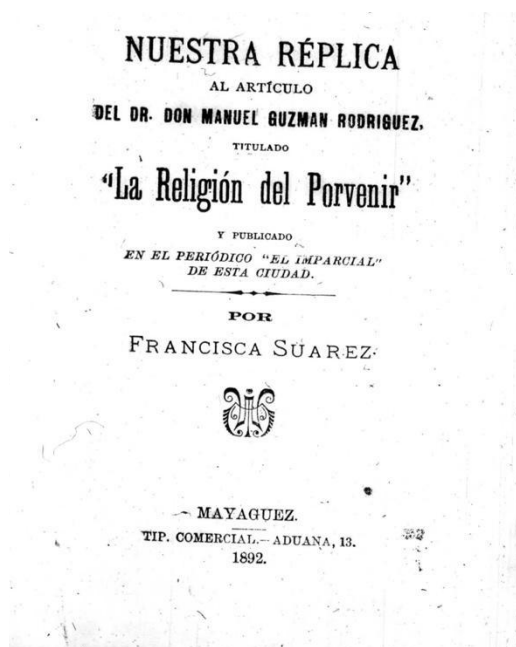 NUESTRA RÉPLICA
AL ARTÍCULO
DEL DR. DON MANUEL GUZMAN RODRIGUEZ,
TITULADO
“La Religión del Porvenir”
Y PUBLICADO
EN EL PERIÓDICO “EL IMPARCIAL”
DE ESTA CIUDAD.
POR
FRANCISCA SUAREZ.
MAYAGUEZ.
TIP. COMERCIAL.—ADUANA, 13.
1892.